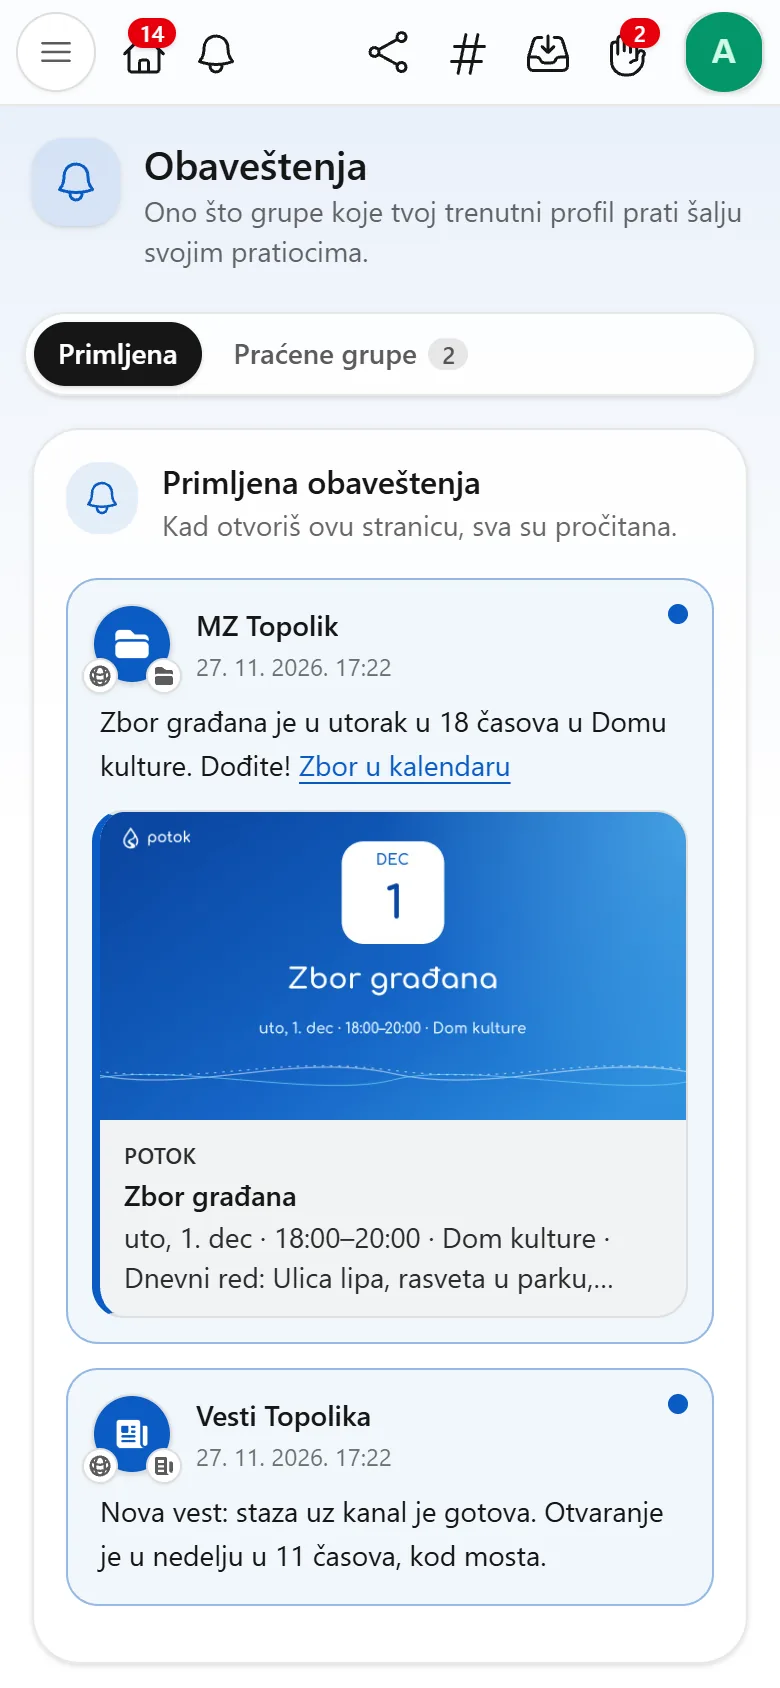 14
2
A
Obaveštenja
Ono što grupe koje tvoj trenutni profil prati šalju
svojim pratiocima.
Primljena
Praćene grupe 2
Primljena obaveštenja
Kad otvoriš ovu stranicu, sva su pročitana.
MZ Topolik
27. 11. 2026. 17:22
Zbor građana je u utorak u 18 časova u Domu
kulture. Dođite! Zbor u kalendaru
potok
DEC
1
Zbor građana
uto, 1. dec · 18:00–20:00 · Dom kulture
POTOK
Zbor građana
uto, 1. dec · 18:00–20:00 · Dom kulture ·
Dnevni red: Ulica lipa, rasveta u parku,...
Vesti Topolika
27. 11. 2026. 17:22
Nova vest: staza uz kanal je gotova. Otvaranje
je u nedelju u 11 časova, kod mosta.